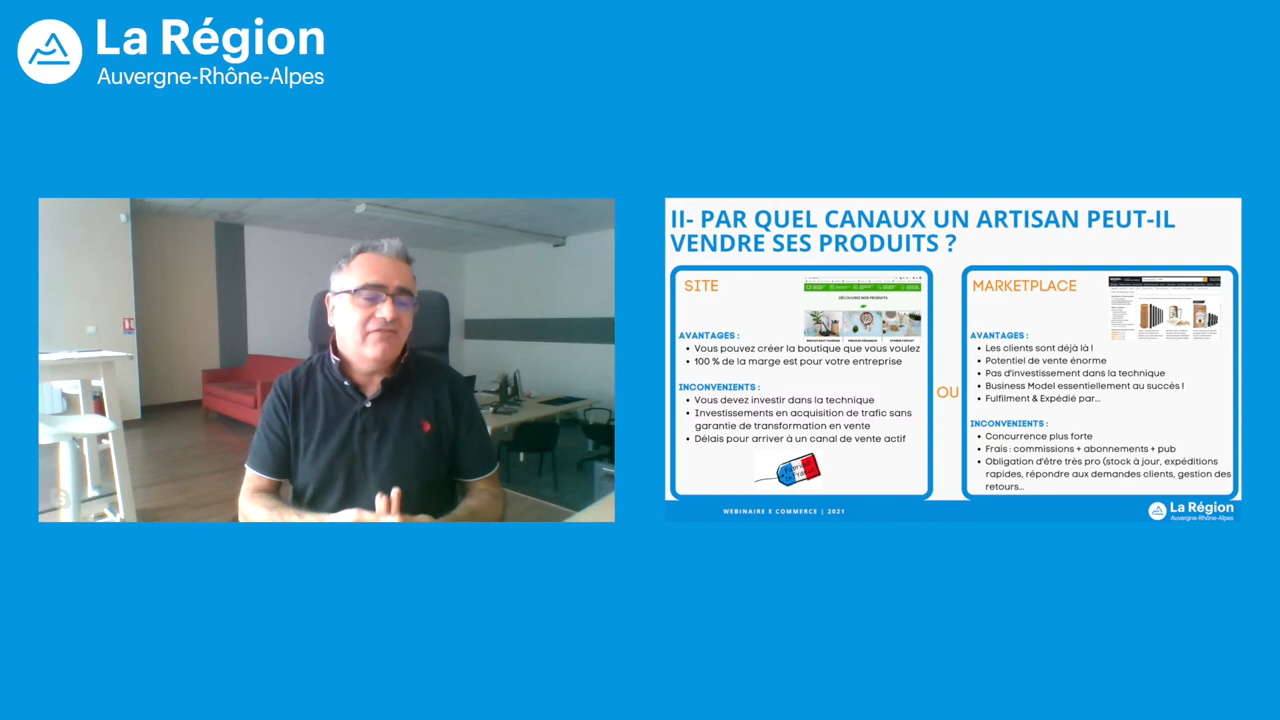 La Région
Auvergne-Rhône-Alpes
II- PAR QUEL CANAUX UN ARTISAN PEUT-IL
VENDRE SES PRODUITS ?
SITE
DÉCOUVREZ NOS PRODUITS
AVANTAGES :
Vous pouvez créer la boutique que vous voulez
100 % de la marge est pour votre entreprise
INCONVENIENTS :
Vous devez investir dans la technique
Investissements en acquisition de trafic sans
garantie de transformation en vente
Délais pour arriver à un canal de vente actif
Fabriqué
en France
OU
MARKETPLACE
AVANTAGES :
Les clients sont déjà là !
Potentiel de vente énorme
Pas d'investissement dans la technique
Business Model essentiellement au succès !
Fulfilment & Expédié par...
INCONVENIENTS :
Concurrence plus forte
Frais : commissions + abonnements + pub
Obligation d'être très pro (stock à jour, expéditions
rapides, répondre aux demandes clients, gestion des
retours...
WEBINAIRE E COMMERCE | 2021
La Région
Auvergne-Rhône-Alpes